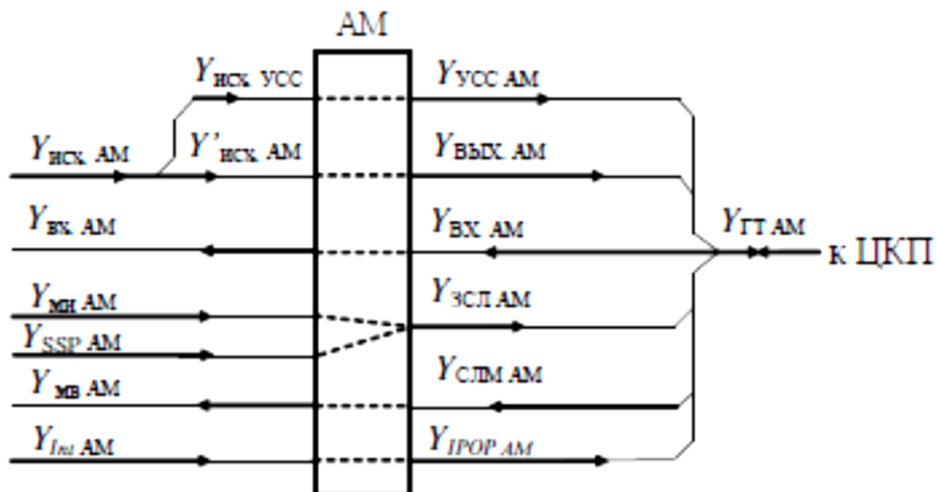 АМ
Yисх. УСС
YУСС АМ
Yисх. АМ
Y’исх. АМ
YВЫХ. АМ
Yвх. АМ
YВХ. АМ
YГТ АМ
к ЦКП
Yмн АМ
YЗСЛ АМ
YSSP АМ
Yмв АМ
YСЛМ АМ
YInt АМ
YIPOP АМ